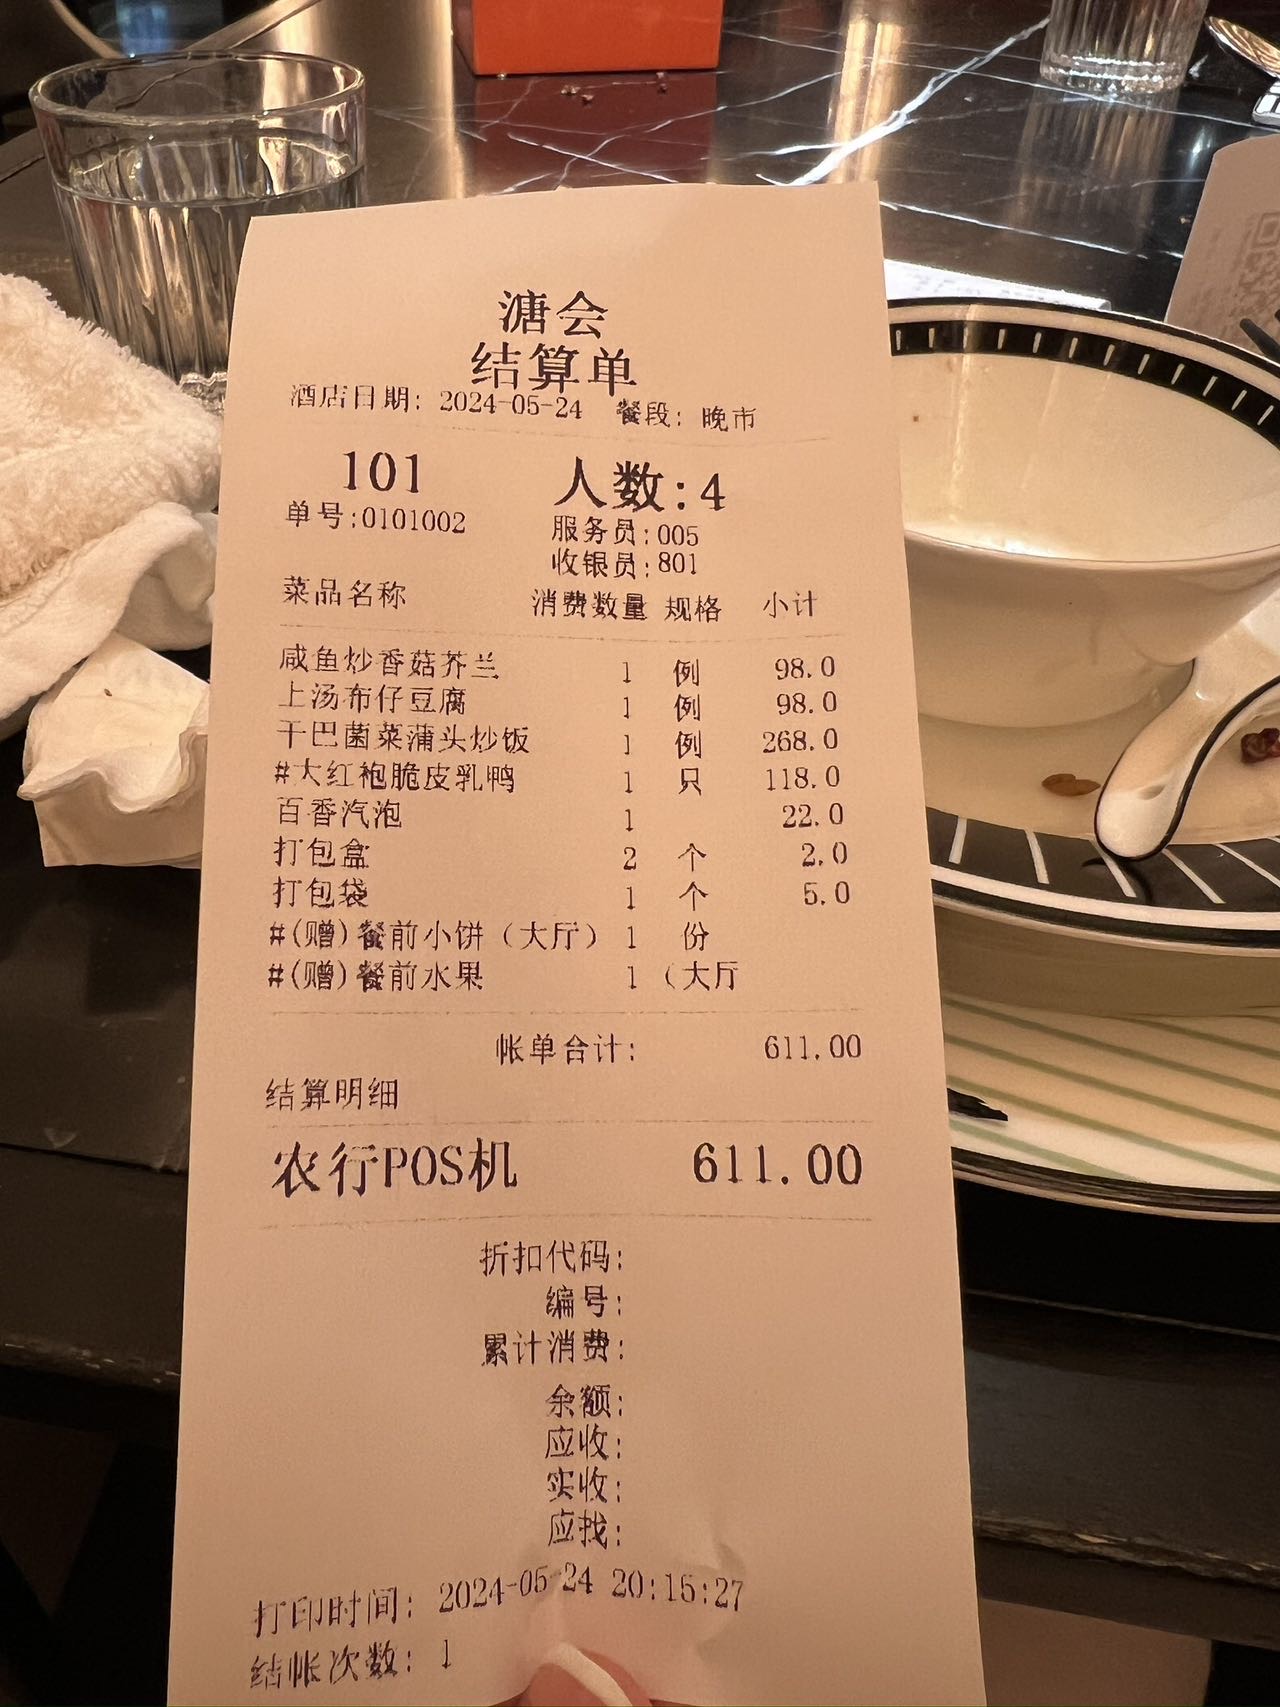 溏会
结算单
酒店日期: 2024-05-24 餐段: 晚市
101 人数:4
单号:0101002 服务员:005
收银员:801
菜品名称 消费数量 规格 小计
咸鱼炒香菇芥兰 1 例 98.0
上汤布仔豆腐 1 例 98.0
干巴菌菜蒲头炒饭 1 例 268.0
#大红袍脆皮乳鸭 1 只 118.0
百香汽泡 1 22.0
打包盒 2 个 2.0
打包袋 1 个 5.0
#(赠)餐前小饼（大厅） 1 份
#(赠)餐前水果 1 （大厅
帐单合计: 611.00
结算明细
农行POS机 611.00
折扣代码:
编号:
累计消费:
余额:
应收:
实收:
应找:
打印时间: 2024-05-24 20:15:27
结帐次数: 1